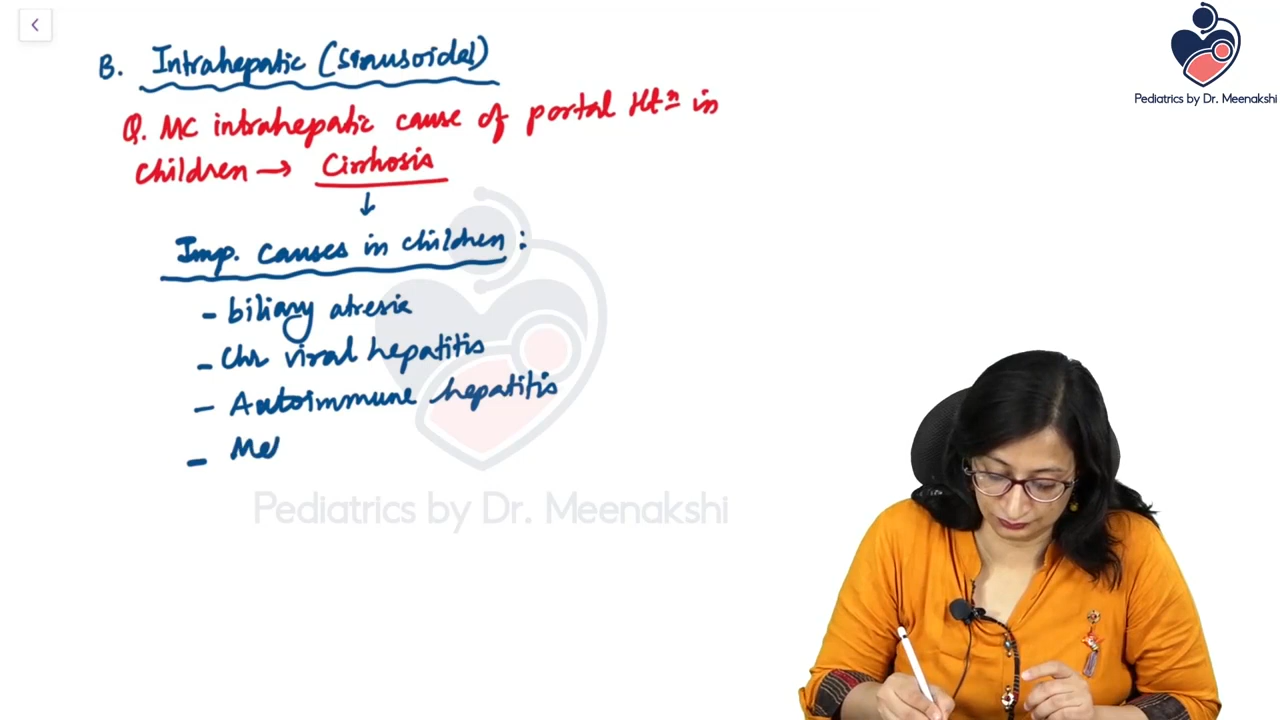 B. Intrahepatic (Sinusoidal)
Q. MC intrahepatic cause of portal Htn in
children → Cirrhosis
↓
Imp. causes in children :
- biliary atresia
- Chr viral hepatitis
- Autoimmune hepatitis
- Met
Pediatrics by Dr. Meenakshi
Pediatrics by Dr. Meenakshi